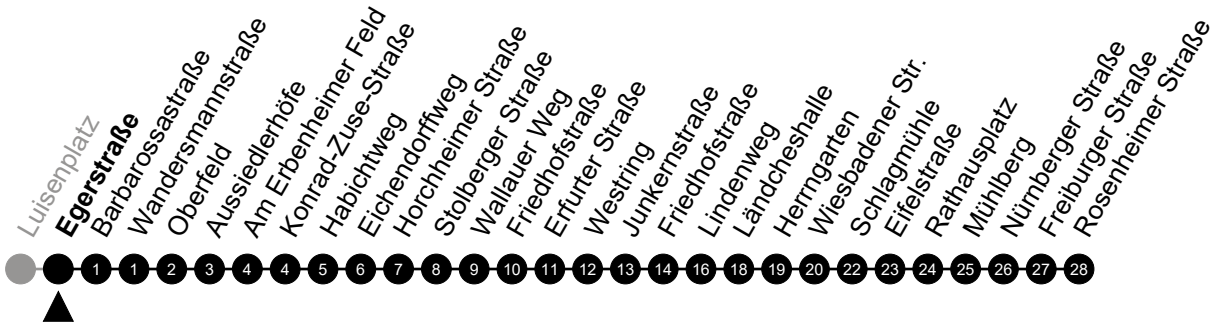 Luisenplatz
Egerstraße
Barbarossastraße
Wandersmannstraße
Oberfeld
Aussiedlerhöfe
Am Erbenheimer Feld
Konrad-Zuse-Straße
Habichtweg
Eichendorffweg
Horchheimer Straße
Stolberger Straße
Wallauer Weg
Friedhofstraße
Erfurter Straße
Westring
Junkernstraße
Friedhofstraße
Lindenweg
Ländcheshalle
Herrngarten
Wiesbadener Str.
Schlagmühle
Eifelstraße
Rathausplatz
Mühlberg
Nürnberger Straße
Freiburger Straße
Rosenheimer Straße
1 1 2 3 4 4 5 6 7 8 9 10 11 12 13 14 16 18 19 20 22 23 24 25 26 27 28